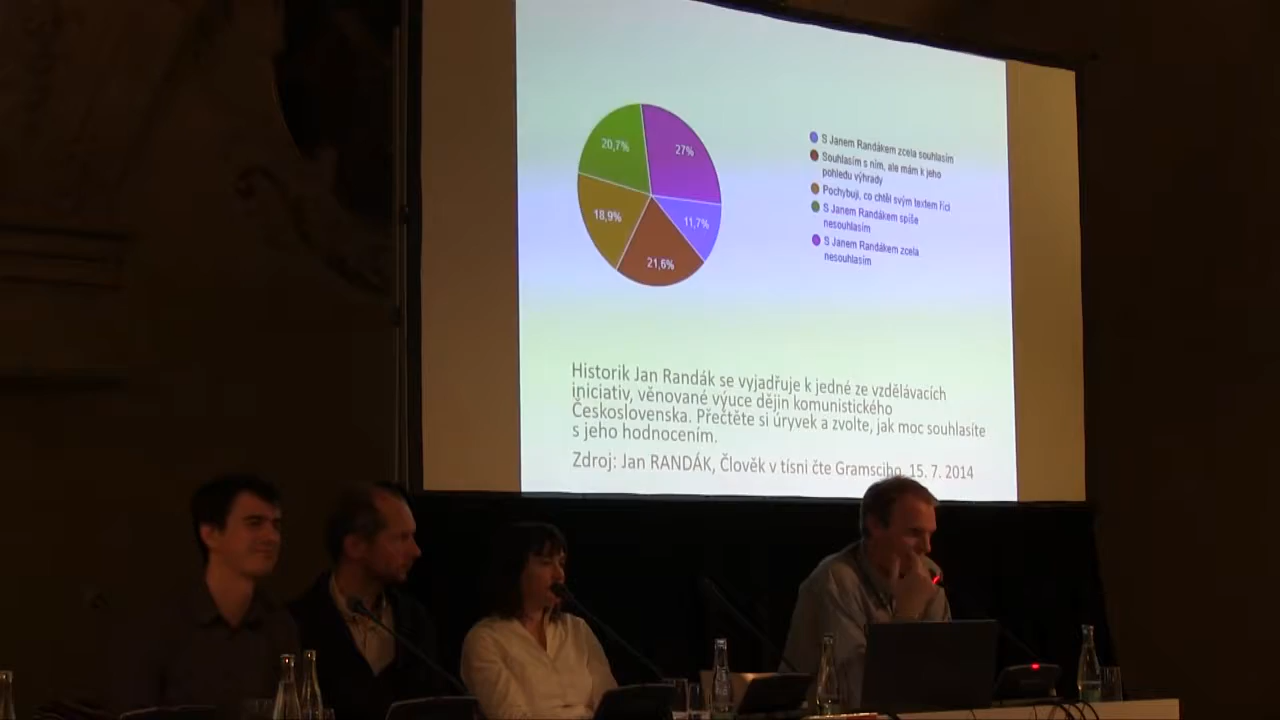 20,7%
27%
18,9%
11,7%
21,6%
S Janem Randákem zcela souhlasím
Souhlasím s ním, ale mám k jeho
pohledu výhrady
Pochybuji, co chtěl svým textem říci
S Janem Randákem spíše
nesouhlasím
S Janem Randákem zcela
nesouhlasím
Historik Jan Randák se vyjadřuje k jedné ze vzdělávacích
iniciativ, věnované výuce dějin komunistického
Československa. Přečtěte si úryvek a zvolte, jak moc souhlasíte
s jeho hodnocením.
Zdroj: Jan RANDÁK, Člověk v tísni čte Gramsciho, 15. 7. 2014